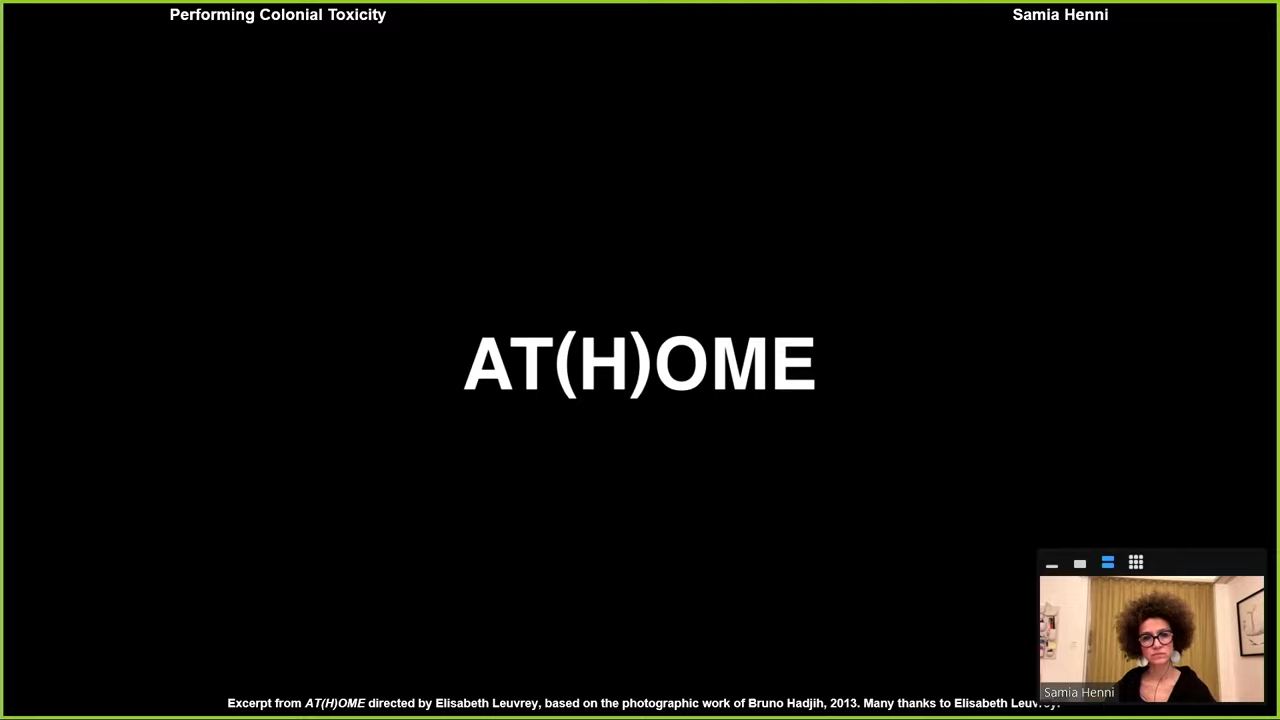 Performing Colonial Toxicity
Samia Henni
AT(H)OME
Samia Henni
Excerpt from AT(H)OME directed by Elisabeth Leuvrey, based on the photographic work of Bruno Hadjih, 2013. Many thanks to Elisabeth Leuvrey.